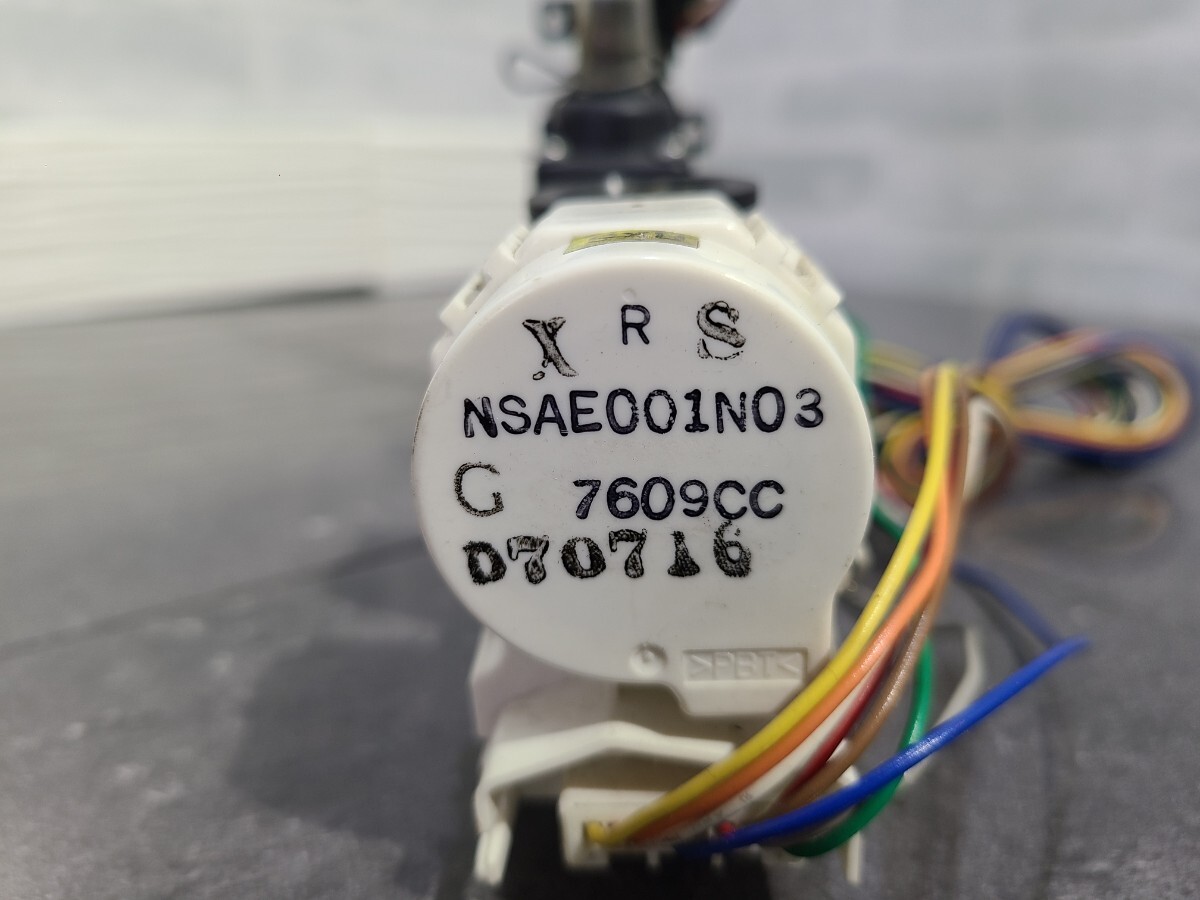 X R S
NSAE001N03
G 7609CC
D70716
>PBT<